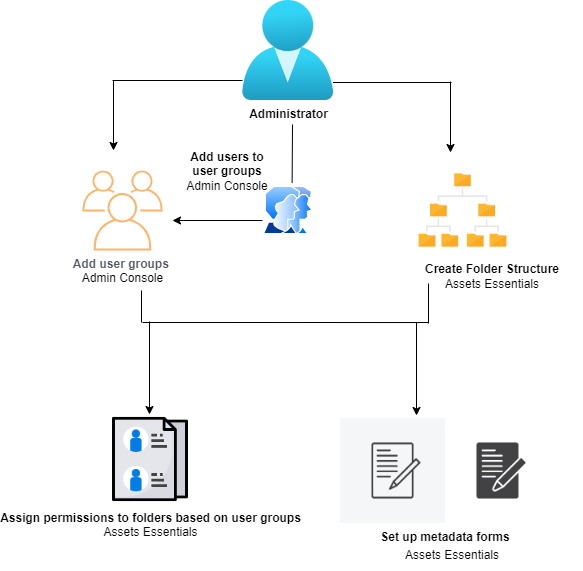 Administrator
Add users to
user groups
Admin Console
Add user groups
Admin Console
Create Folder Structure
Assets Essentials
Assign permissions to folders based on user groups
Assets Essentials
Set up metadata forms
Assets Essentials